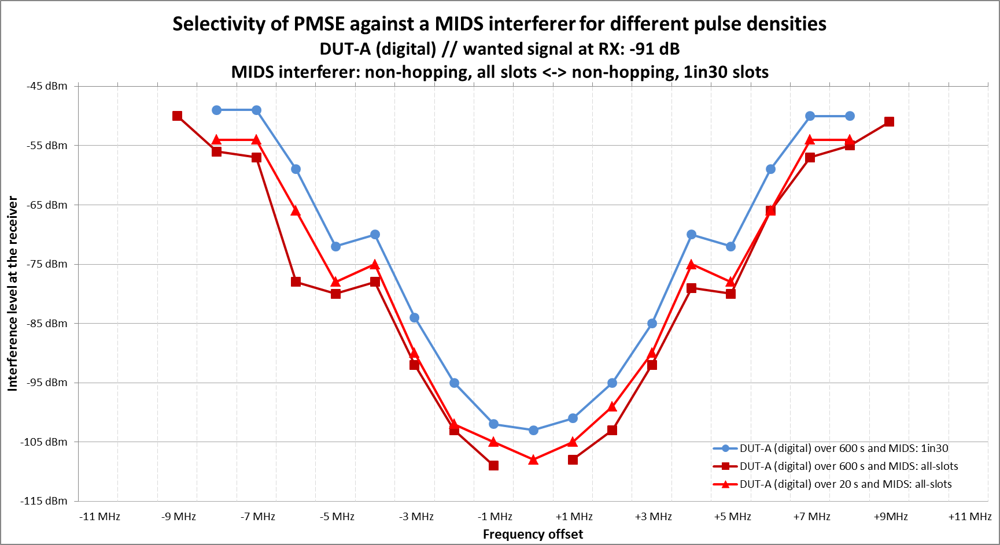 Selectivity of PMSE against a MIDS interferer for different pulse densities
DUT-A (digital) // wanted signal at RX: -91 dB
MIDS interferer: non-hopping, all slots <-> non-hopping, 1in30 slots
-45 dBm
-55 dBm
-65 dBm
-75 dBm
-85 dBm
-95 dBm
-105 dBm
-115 dBm
Interference level at the receiver
DUT-A (digital) over 600 s and MIDS: 1in30
DUT-A (digital) over 600 s and MIDS: all-slots
DUT-A (digital) over 20 s and MIDS: all-slots
-11 MHz
-9 MHz
-7 MHz
-5 MHz
-3 MHz
-1 MHz
+1 MHz
+3 MHz
+5 MHz
+7 MHz
+9MHz
+11 MHz
Frequency offset